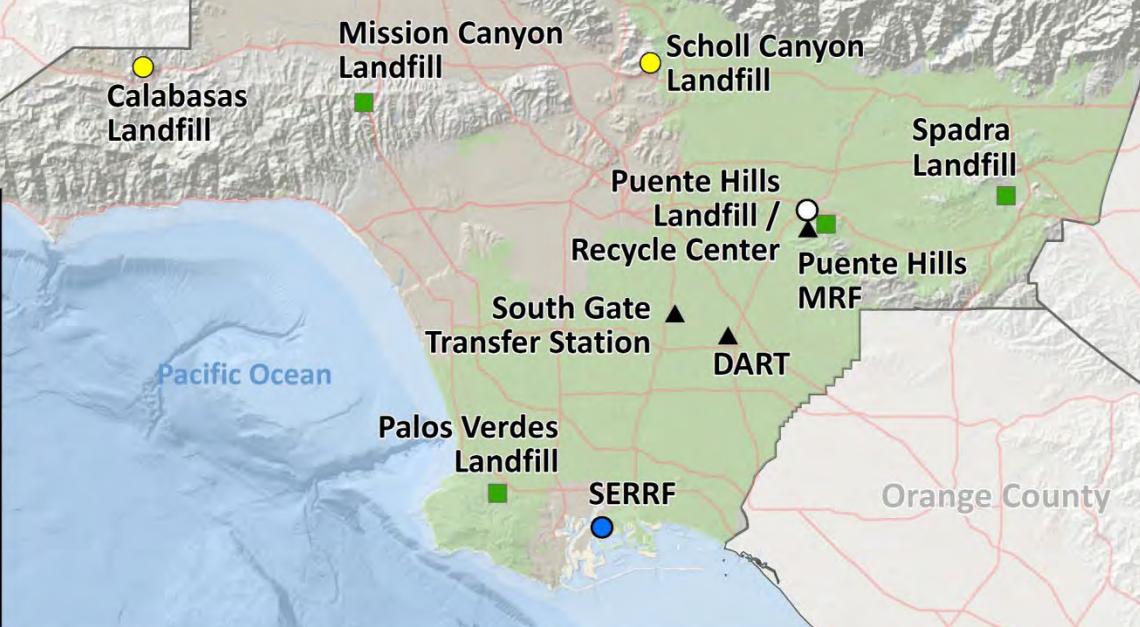 Mission Canyon
Landfill
Scholl Canyon
Landfill
Calabasas
Landfill
Spadra
Landfill
Puente Hills
Landfill /
Recycle Center
Puente Hills
MRF
South Gate
Transfer Station
DART
Pacific Ocean
Palos Verdes
Landfill
SERRF
Orange County